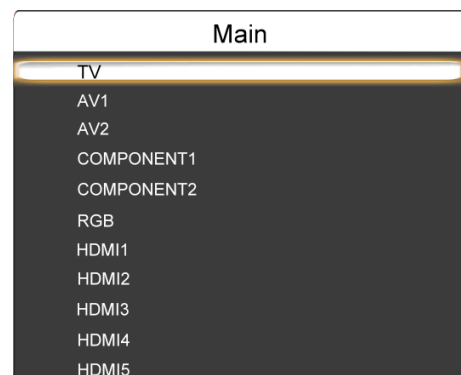 Main
TV
AV1
AV2
COMPONENT1
COMPONENT2
RGB
HDMI1
HDMI2
HDMI3
HDMI4
HDMI5